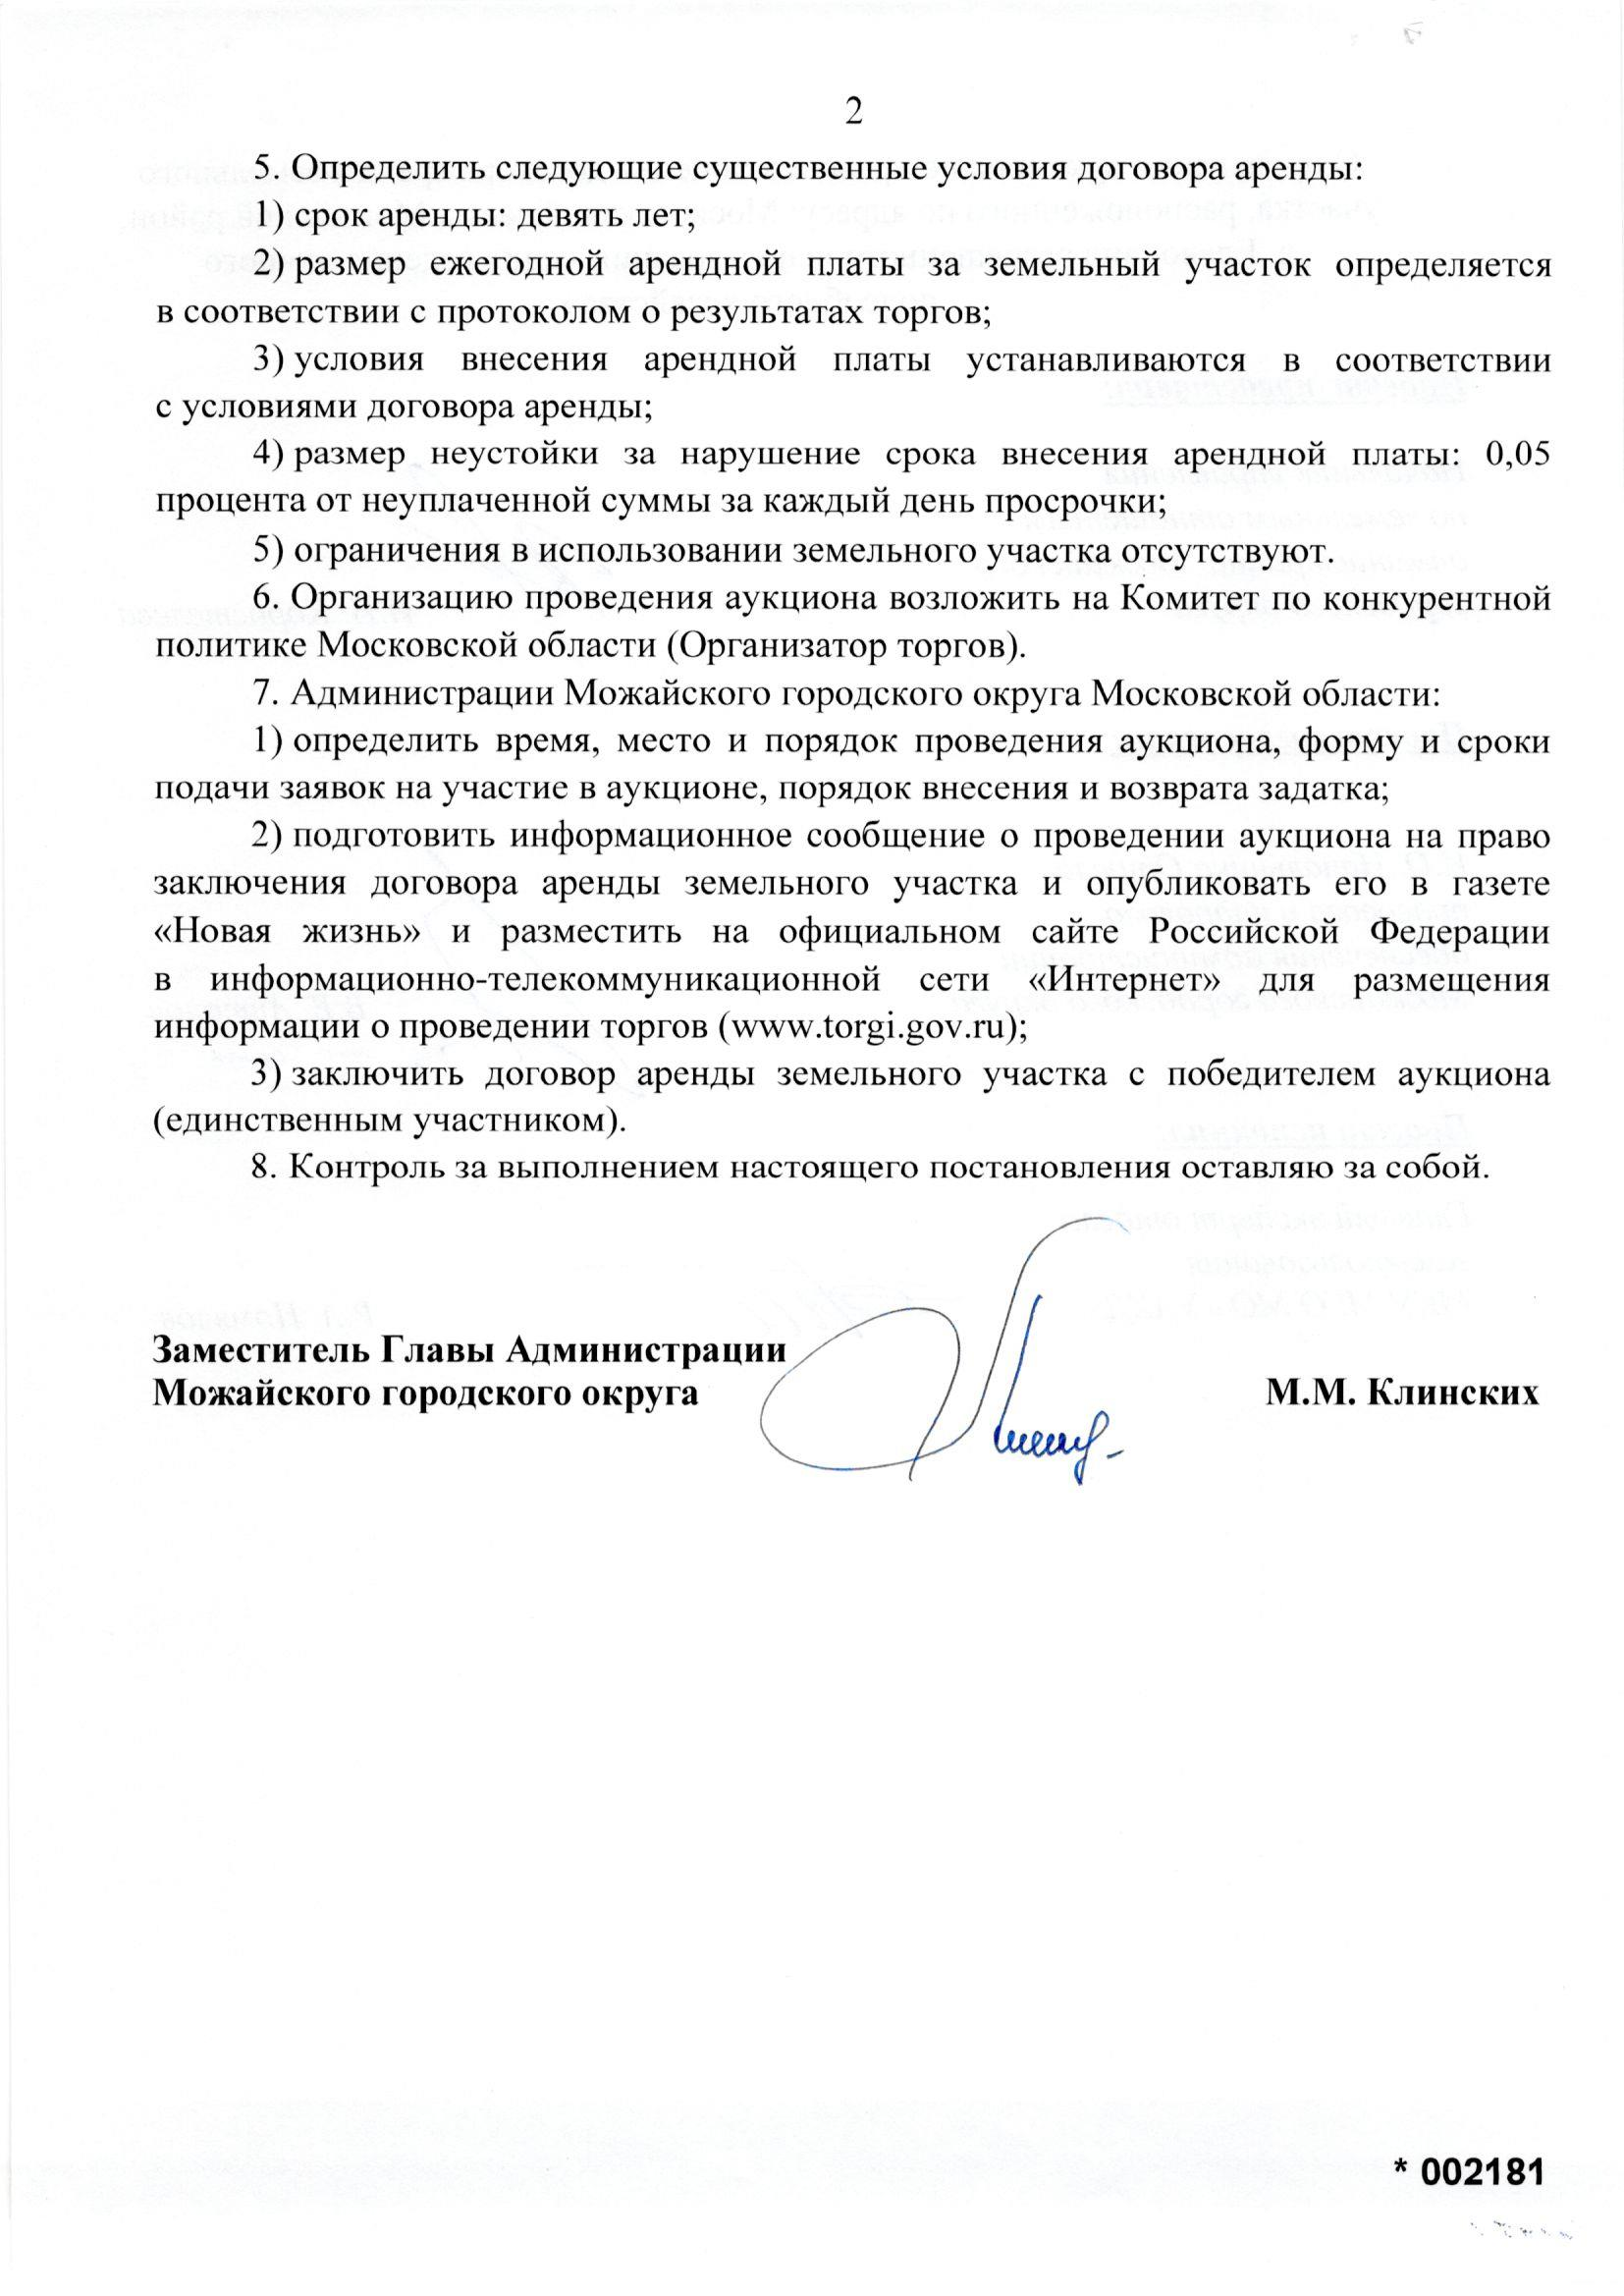 2
5. Определить следующие существенные условия договора аренды:
1) срок аренды: девять лет;
2) размер ежегодной арендной платы за земельный участок определяется
в соответствии с протоколом о результатах торгов;
3) условия внесения арендной платы устанавливаются в соответствии
с условиями договора аренды;
4) размер неустойки за нарушение срока внесения арендной платы: 0,05
процента от неуплаченной суммы за каждый день просрочки;
5) ограничения в использовании земельного участка отсутствуют.
6. Организацию проведения аукциона возложить на Комитет по конкурентной
политике Московской области (Организатор торгов).
7. Администрации Можайского городского округа Московской области:
1) определить время, место и порядок проведения аукциона, форму и сроки
подачи заявок на участие в аукционе, порядок внесения и возврата задатка;
2) подготовить информационное сообщение о проведении аукциона на право
заключения договора аренды земельного участка и опубликовать его в газете
«Новая жизнь» и разместить на официальном сайте Российской Федерации
в информационно-телекоммуникационной сети «Интернет» для размещения
информации о проведении торгов (www.torgi.gov.ru);
3) заключить договор аренды земельного участка с победителем аукциона
(единственным участником).
8. Контроль за выполнением настоящего постановления оставляю за собой.
Заместитель Главы Администрации
Можайского городского округа
М.М. Клинских
* 002181